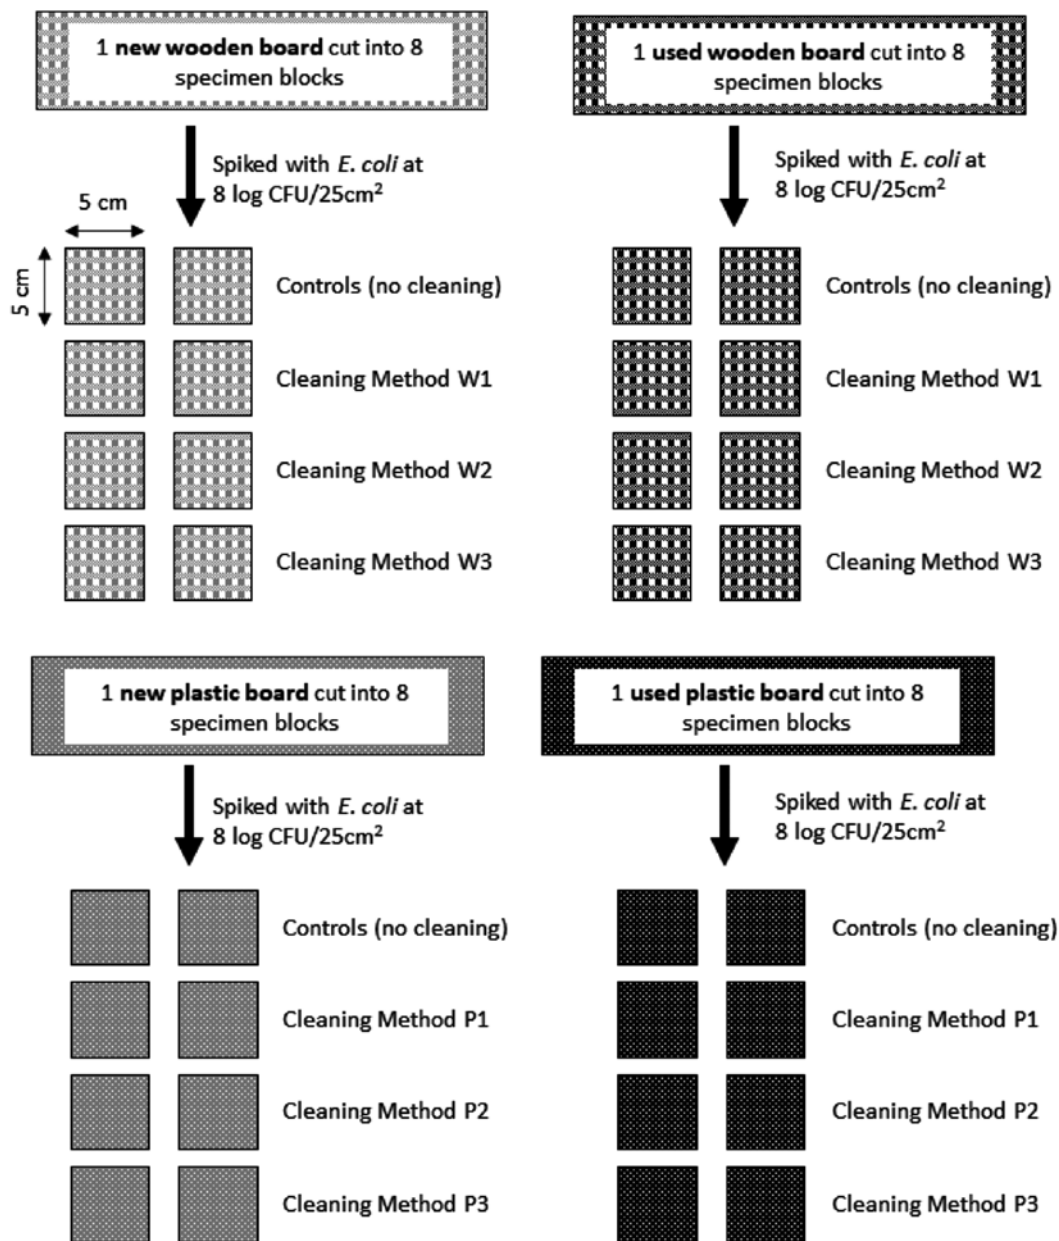 1 new wooden board cut into 8
specimen blocks
Spiked with E. coli at
8 log CFU/25cm²
5 cm
5 cm
Controls (no cleaning)
Cleaning Method W1
Cleaning Method W2
Cleaning Method W3
1 used wooden board cut into 8
specimen blocks
Spiked with E. coli at
8 log CFU/25cm²
Controls (no cleaning)
Cleaning Method W1
Cleaning Method W2
Cleaning Method W3
1 new plastic board cut into 8
specimen blocks
Spiked with E. coli at
8 log CFU/25cm²
Controls (no cleaning)
Cleaning Method P1
Cleaning Method P2
Cleaning Method P3
1 used plastic board cut into 8
specimen blocks
Spiked with E. coli at
8 log CFU/25cm²
Controls (no cleaning)
Cleaning Method P1
Cleaning Method P2
Cleaning Method P3